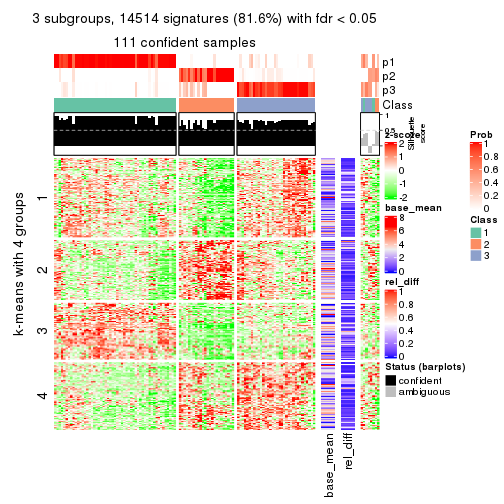 3 subgroups, 14514 signatures (81.6%) with fdr < 0.05
111 confident samples
p1
p2
p3
Class
1
0.5
0
Silhouette
score
z-score
2
1
0
-1
-2
base_mean
8
6
4
2
0
rel_diff
1
0.8
0.6
0.4
0.2
0
Status (barplots)
confident
ambiguous
Prob
1
0.8
0.6
0.4
0.2
0
Class
1
2
3
k-means with 4 groups
1
2
3
4
base_mean
rel_diff